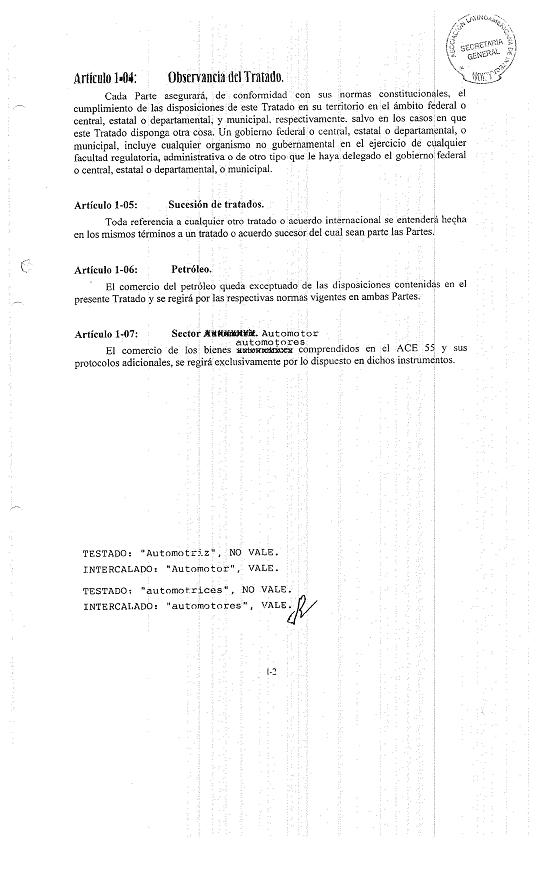 ASOCIACION LATINOAMERICANA DE
SECRETARIA
GENERAL
Artículo 1-04: Observancia del Tratado.
Cada Parte asegurará, de conformidad con sus normas constitucionales, el
cumplimiento de las disposiciones de este Tratado en su territorio en el ámbito federal o
central, estatal o departamental, y municipal, respectivamente, salvo en los casos en que
este Tratado disponga otra cosa. Un gobierno federal o central, estatal o departamental, o
municipal, incluye cualquier organismo no gubernamental en el ejercicio de cualquier
facultad regulatoria, administrativa o de otro tipo que le haya delegado el gobierno federal
o central, estatal o departamental, o municipal.
Artículo 1-05: Sucesión de tratados.
Toda referencia a cualquier otro tratado o acuerdo internacional se entenderá hecha
en los mismos términos a un tratado o acuerdo sucesor del cual sean parte las Partes.
Artículo 1-06: Petróleo.
El comercio del petróleo queda exceptuado de las disposiciones contenidas en el
presente Tratado y se regirá por las respectivas normas vigentes en ambas Partes.
Artículo 1-07: Sector Automotor
automotores
El comercio de los bienes comprendidos en el ACE 55 y sus
protocolos adicionales, se regirá exclusivamente por lo dispuesto en dichos instrumentos.
TESTADO: "Automotriz", NO VALE.
INTERCALADO: "Automotor", VALE.
TESTADO: "automotrices", NO VALE.
INTERCALADO: "automotores", VALE.
1-2